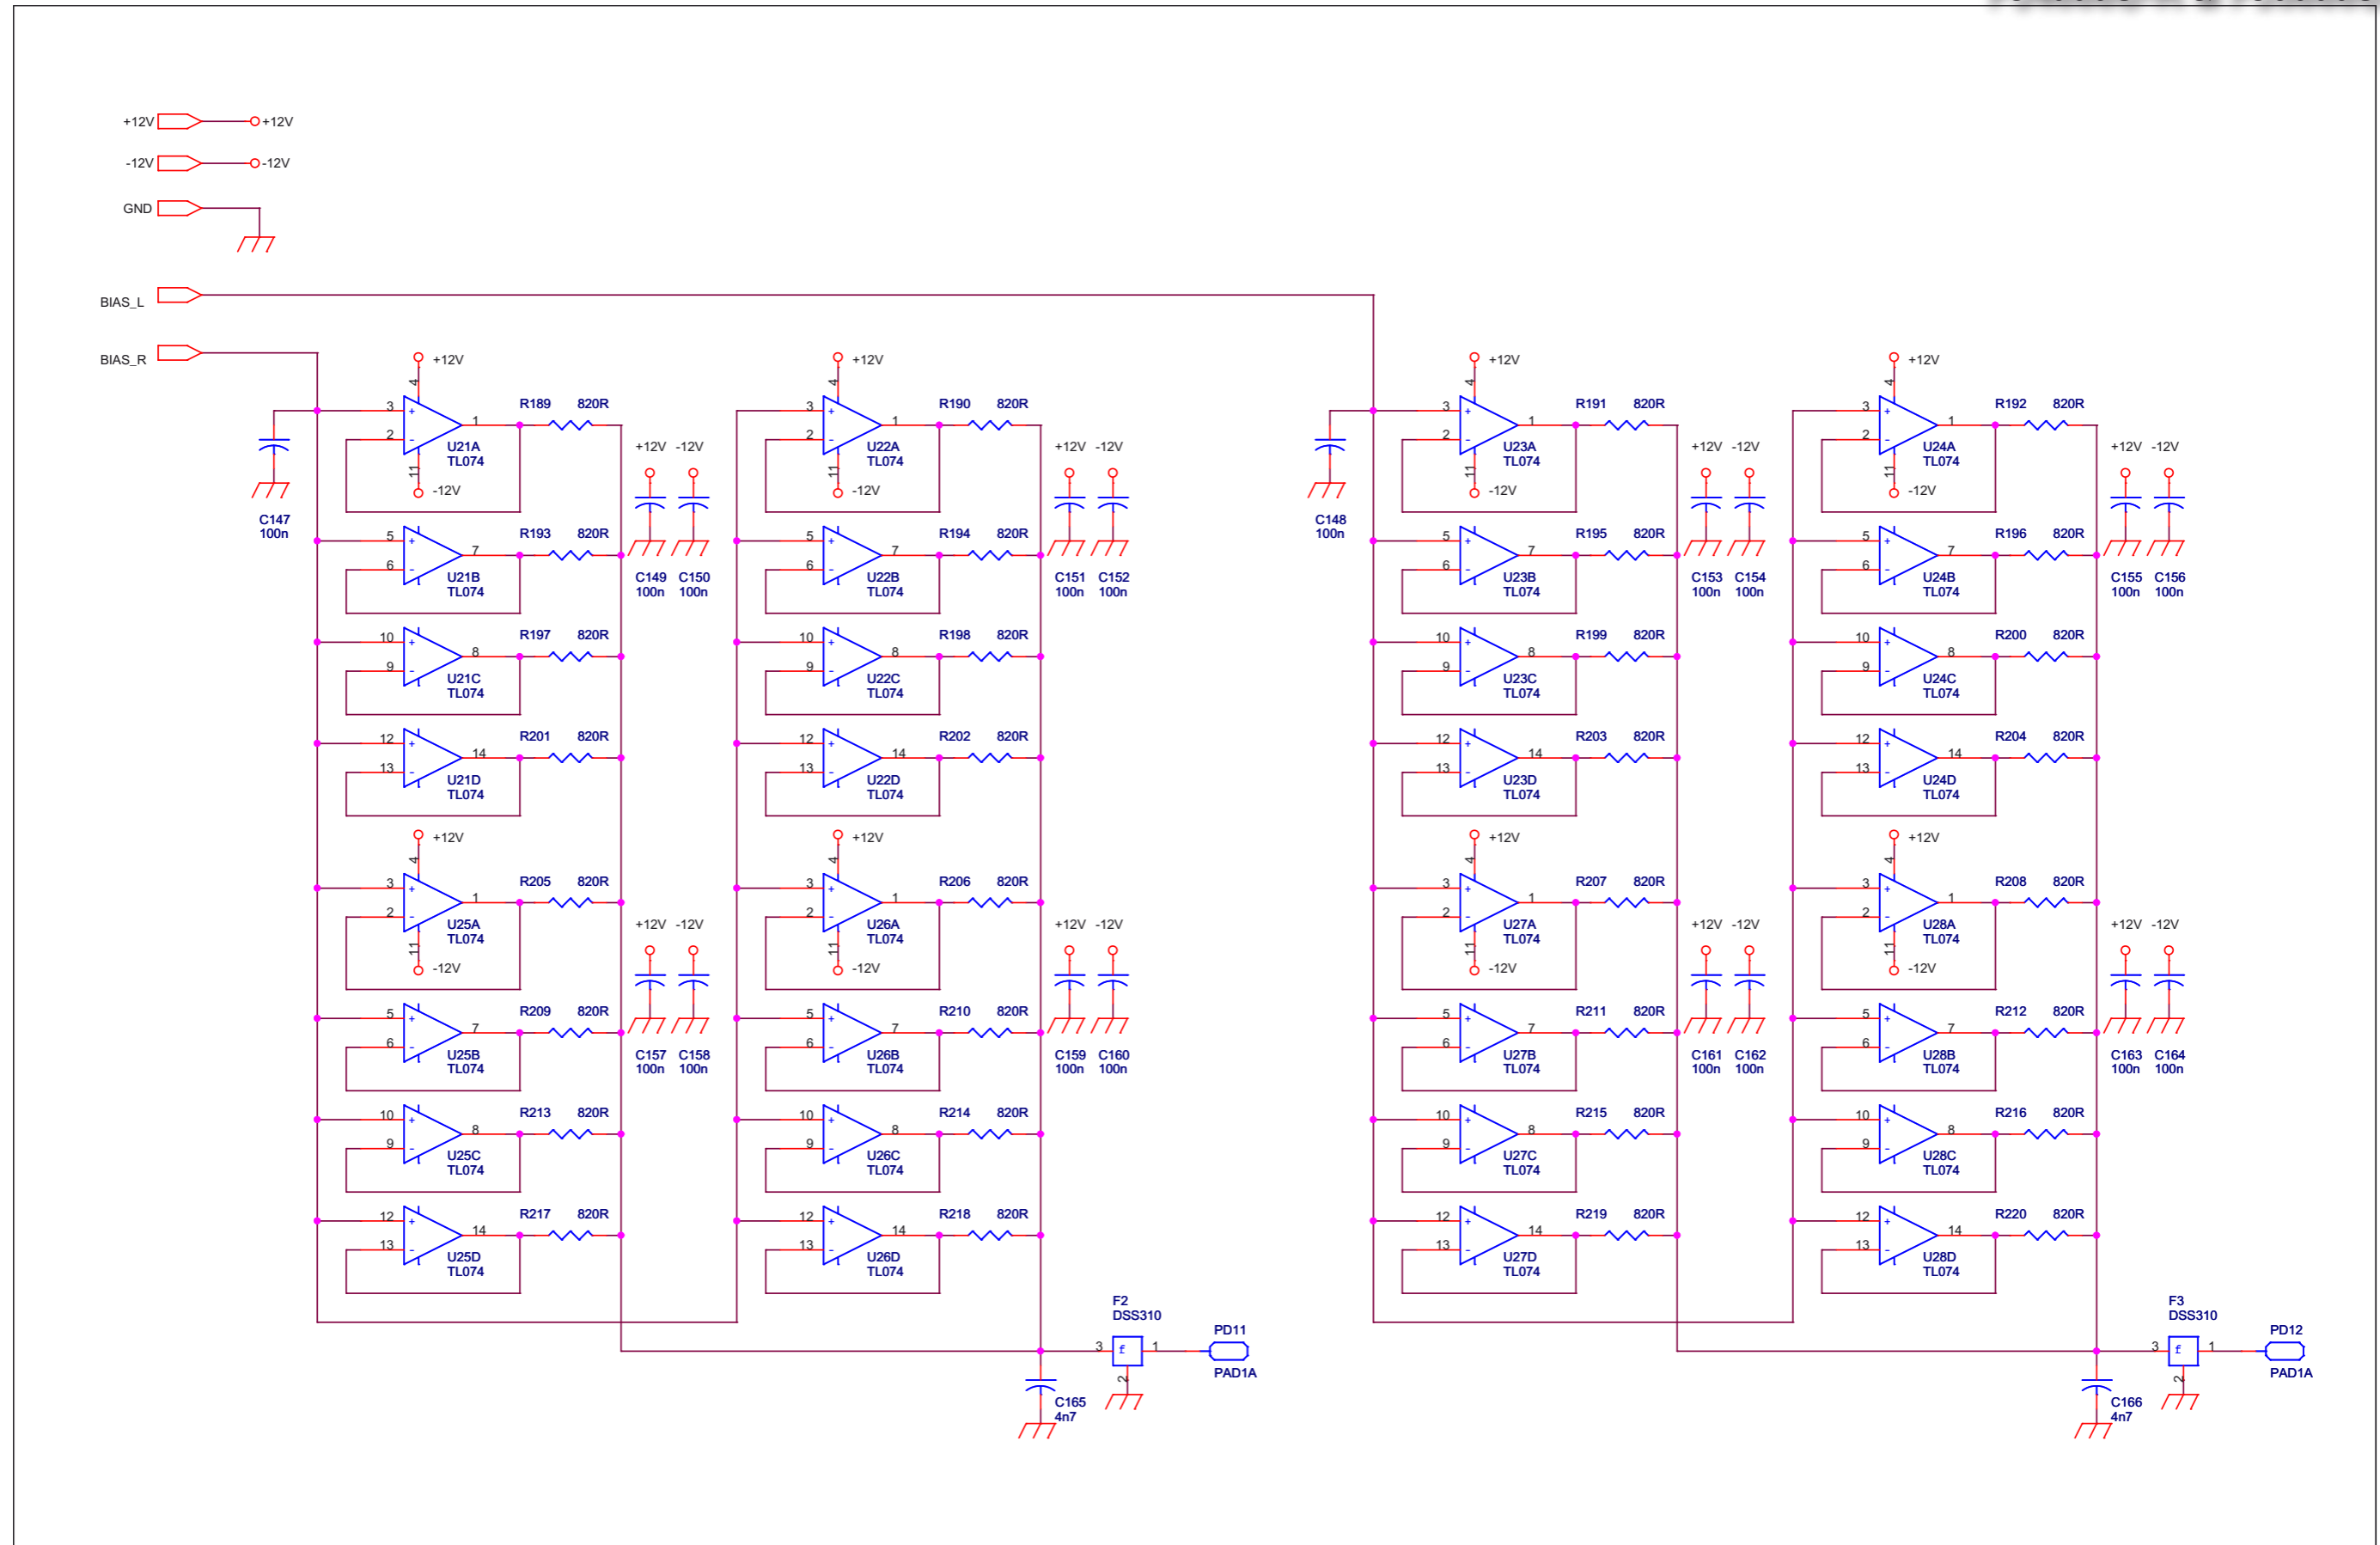 +12V +12V
-12V -12V
GND
BIAS_L
BIAS_R
+12V +12V +12V +12V
4 4 4 4
R189 820R R190 820R R191 820R R192 820R
3 + 1 3 + 1 3 + 1 3 + 1
2 - 2 - 2 - 2 -
U21A U22A U23A U24A
TL074 TL074 TL074 TL074
+12V -12V +12V -12V +12V -12V +12V -12V
11 11 11 11
-12V -12V -12V -12V
C147 C148
100n 100n
R193 820R R194 820R R195 820R R196 820R
5 + 7 5 + 7 5 + 7 5 + 7
6 - 6 - 6 - 6 -
U21B C149 C150 U22B C151 C152 U23B C153 C154 U24B C155 C156
TL074 100n 100n TL074 100n 100n TL074 100n 100n TL074 100n 100n
R197 820R R198 820R R199 820R R200 820R
10 + 8 10 + 8 10 + 8 10 + 8
9 - 9 - 9 - 9 -
U21C U22C U23C U24C
TL074 TL074 TL074 TL074
R201 820R R202 820R R203 820R R204 820R
12 + 14 12 + 14 12 + 14 12 + 14
13 - 13 - 13 - 13 -
U21D U22D U23D U24D
TL074 TL074 TL074 TL074
+12V +12V +12V +12V
4 4 4 4
R205 820R R206 820R R207 820R R208 820R
3 + 1 3 + 1 3 + 1 3 + 1
2 - 2 - 2 - 2 -
U25A U26A U27A U28A
TL074 TL074 TL074 TL074
+12V -12V +12V -12V +12V -12V +12V -12V
11 11 11 11
-12V -12V -12V -12V
R209 820R R210 820R R211 820R R212 820R
5 + 7 5 + 7 5 + 7 5 + 7
6 - 6 - 6 - 6 -
U25B C157 C158 U26B C159 C160 U27B C161 C162 U28B C163 C164
TL074 100n 100n TL074 100n 100n TL074 100n 100n TL074 100n 100n
R213 820R R214 820R R215 820R R216 820R
10 + 8 10 + 8 10 + 8 10 + 8
9 - 9 - 9 - 9 -
U25C U26C U27C U28C
TL074 TL074 TL074 TL074
R217 820R R218 820R R219 820R R220 820R
12 + 14 12 + 14 12 + 14 12 + 14
13 - 13 - 13 - 13 -
U25D U26D U27D U28D
TL074 TL074 TL074 TL074
F2 F3
DSS310 DSS310
PD11 PD12
3 f 1 3 f 1
PAD1A PAD1A
2 2
C165 C166
4n7 4n7